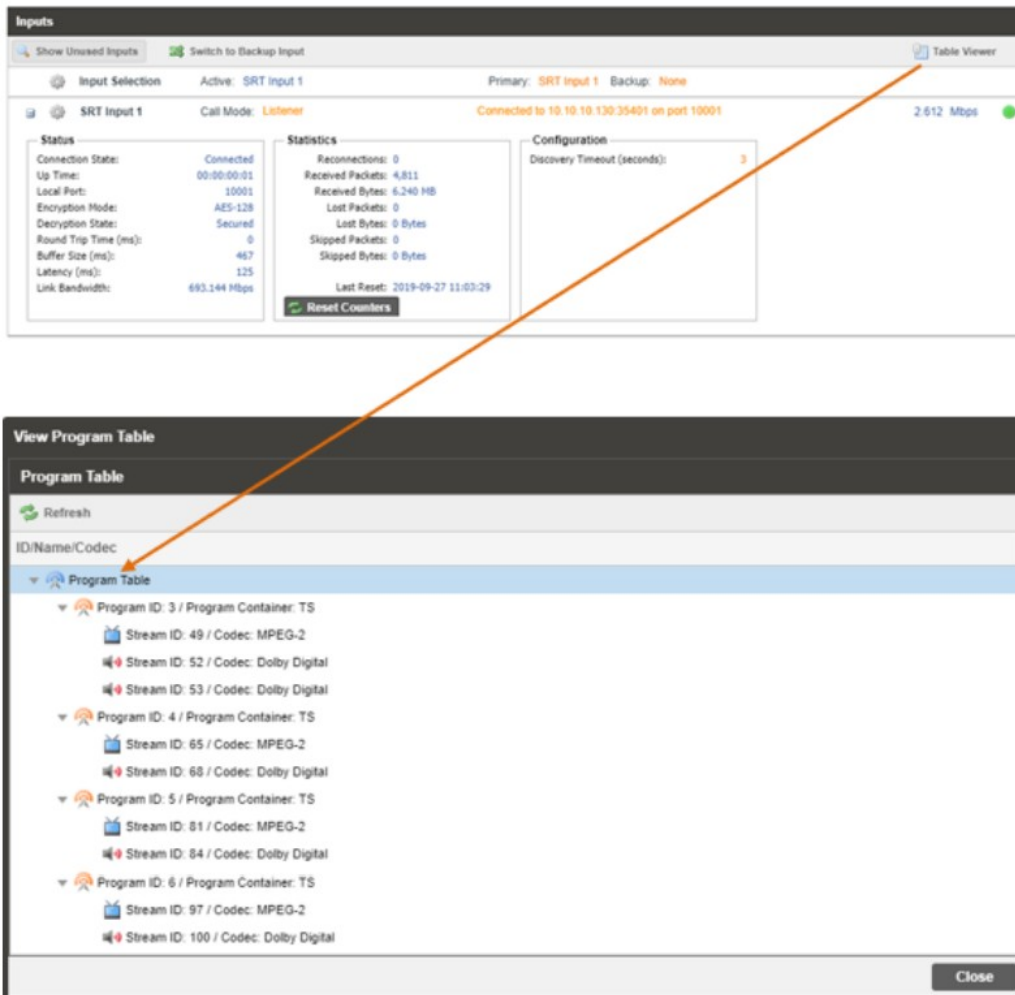 Inputs
Show Unused Inputs Switch to Backup Input Table Viewer
Input Selection Active: SRT Input 1 Primary: SRT Input 1 Backup: None
SRT Input 1 Call Mode: Listener Connected to 10.10.10.130:35401 on port 10001 2.612 Mbps
Status Statistics Configuration
Connection State: Connected Reconnections: 0 Discovery Timeout (seconds): 3
Up Time: 00:00:00:01 Received Packets: 4,811
Local Port: 10001 Received Bytes: 6.240 MB
Encryption Mode: AES-128 Lost Packets: 0
Decryption State: Secured Lost Bytes: 0 Bytes
Round Trip Time (ms): 0 Skipped Packets: 0
Buffer Size (ms): 467 Skipped Bytes: 0 Bytes
Latency (ms): 125
Link Bandwidth: 693.144 Mbps Last Reset: 2019-09-27 11:03:29
Reset Counters
View Program Table
Program Table
Refresh
ID/Name/Codec
Program Table
Program ID: 3 / Program Container: TS
Stream ID: 49 / Codec: MPEG-2
Stream ID: 52 / Codec: Dolby Digital
Stream ID: 53 / Codec: Dolby Digital
Program ID: 4 / Program Container: TS
Stream ID: 65 / Codec: MPEG-2
Stream ID: 68 / Codec: Dolby Digital
Program ID: 5 / Program Container: TS
Stream ID: 81 / Codec: MPEG-2
Stream ID: 84 / Codec: Dolby Digital
Program ID: 6 / Program Container: TS
Stream ID: 97 / Codec: MPEG-2
Stream ID: 100 / Codec: Dolby Digital
Close